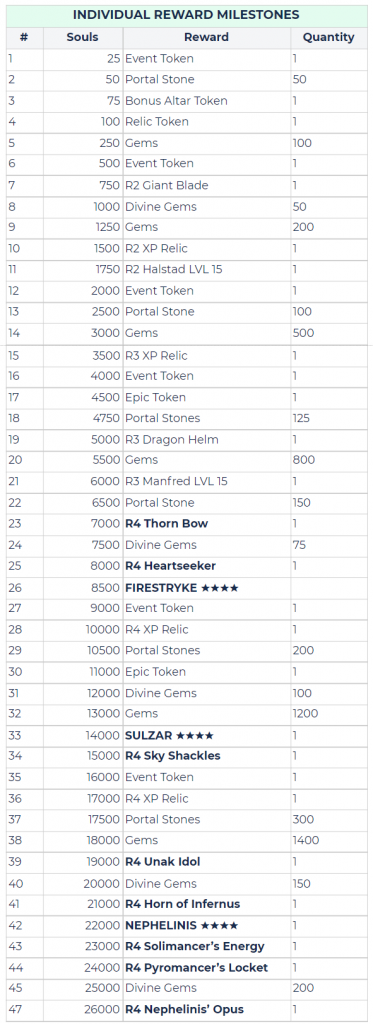 INDIVIDUAL REWARD MILESTONES
# Souls Reward Quantity
1 25 Event Token 1
2 50 Portal Stone 50
3 75 Bonus Altar Token 1
4 100 Relic Token 1
5 250 Gems 100
6 500 Event Token 1
7 750 R2 Giant Blade 1
8 1000 Divine Gems 50
9 1250 Gems 200
10 1500 R2 XP Relic 1
11 1750 R2 Halstad LVL 15 1
12 2000 Event Token 1
13 2500 Portal Stone 100
14 3000 Gems 500
15 3500 R3 XP Relic 1
16 4000 Event Token 1
17 4500 Epic Token 1
18 4750 Portal Stones 125
19 5000 R3 Dragon Helm 1
20 5500 Gems 800
21 6000 R3 Manfred LVL 15 1
22 6500 Portal Stone 150
23 7000 R4 Thorn Bow 1
24 7500 Divine Gems 75
25 8000 R4 Heartseeker 1
26 8500 FIRESTRYKE ★★★★
27 9000 Event Token 1
28 10000 R4 XP Relic 1
29 10500 Portal Stones 200
30 11000 Epic Token 1
31 12000 Divine Gems 100
32 13000 Gems 1200
33 14000 SULZAR ★★★★ 1
34 15000 R4 Sky Shackles 1
35 16000 Event Token 1
36 17000 R4 XP Relic 1
37 17500 Portal Stones 300
38 18000 Gems 1400
39 19000 R4 Unak Idol 1
40 20000 Divine Gems 150
41 21000 R4 Horn of Infernus 1
42 22000 NEPHELINIS ★★★★ 1
43 23000 R4 Solimancer's Energy 1
44 24000 R4 Pyromancer's Locket 1
45 25000 Divine Gems 200
47 26000 R4 Nephelinis' Opus 1